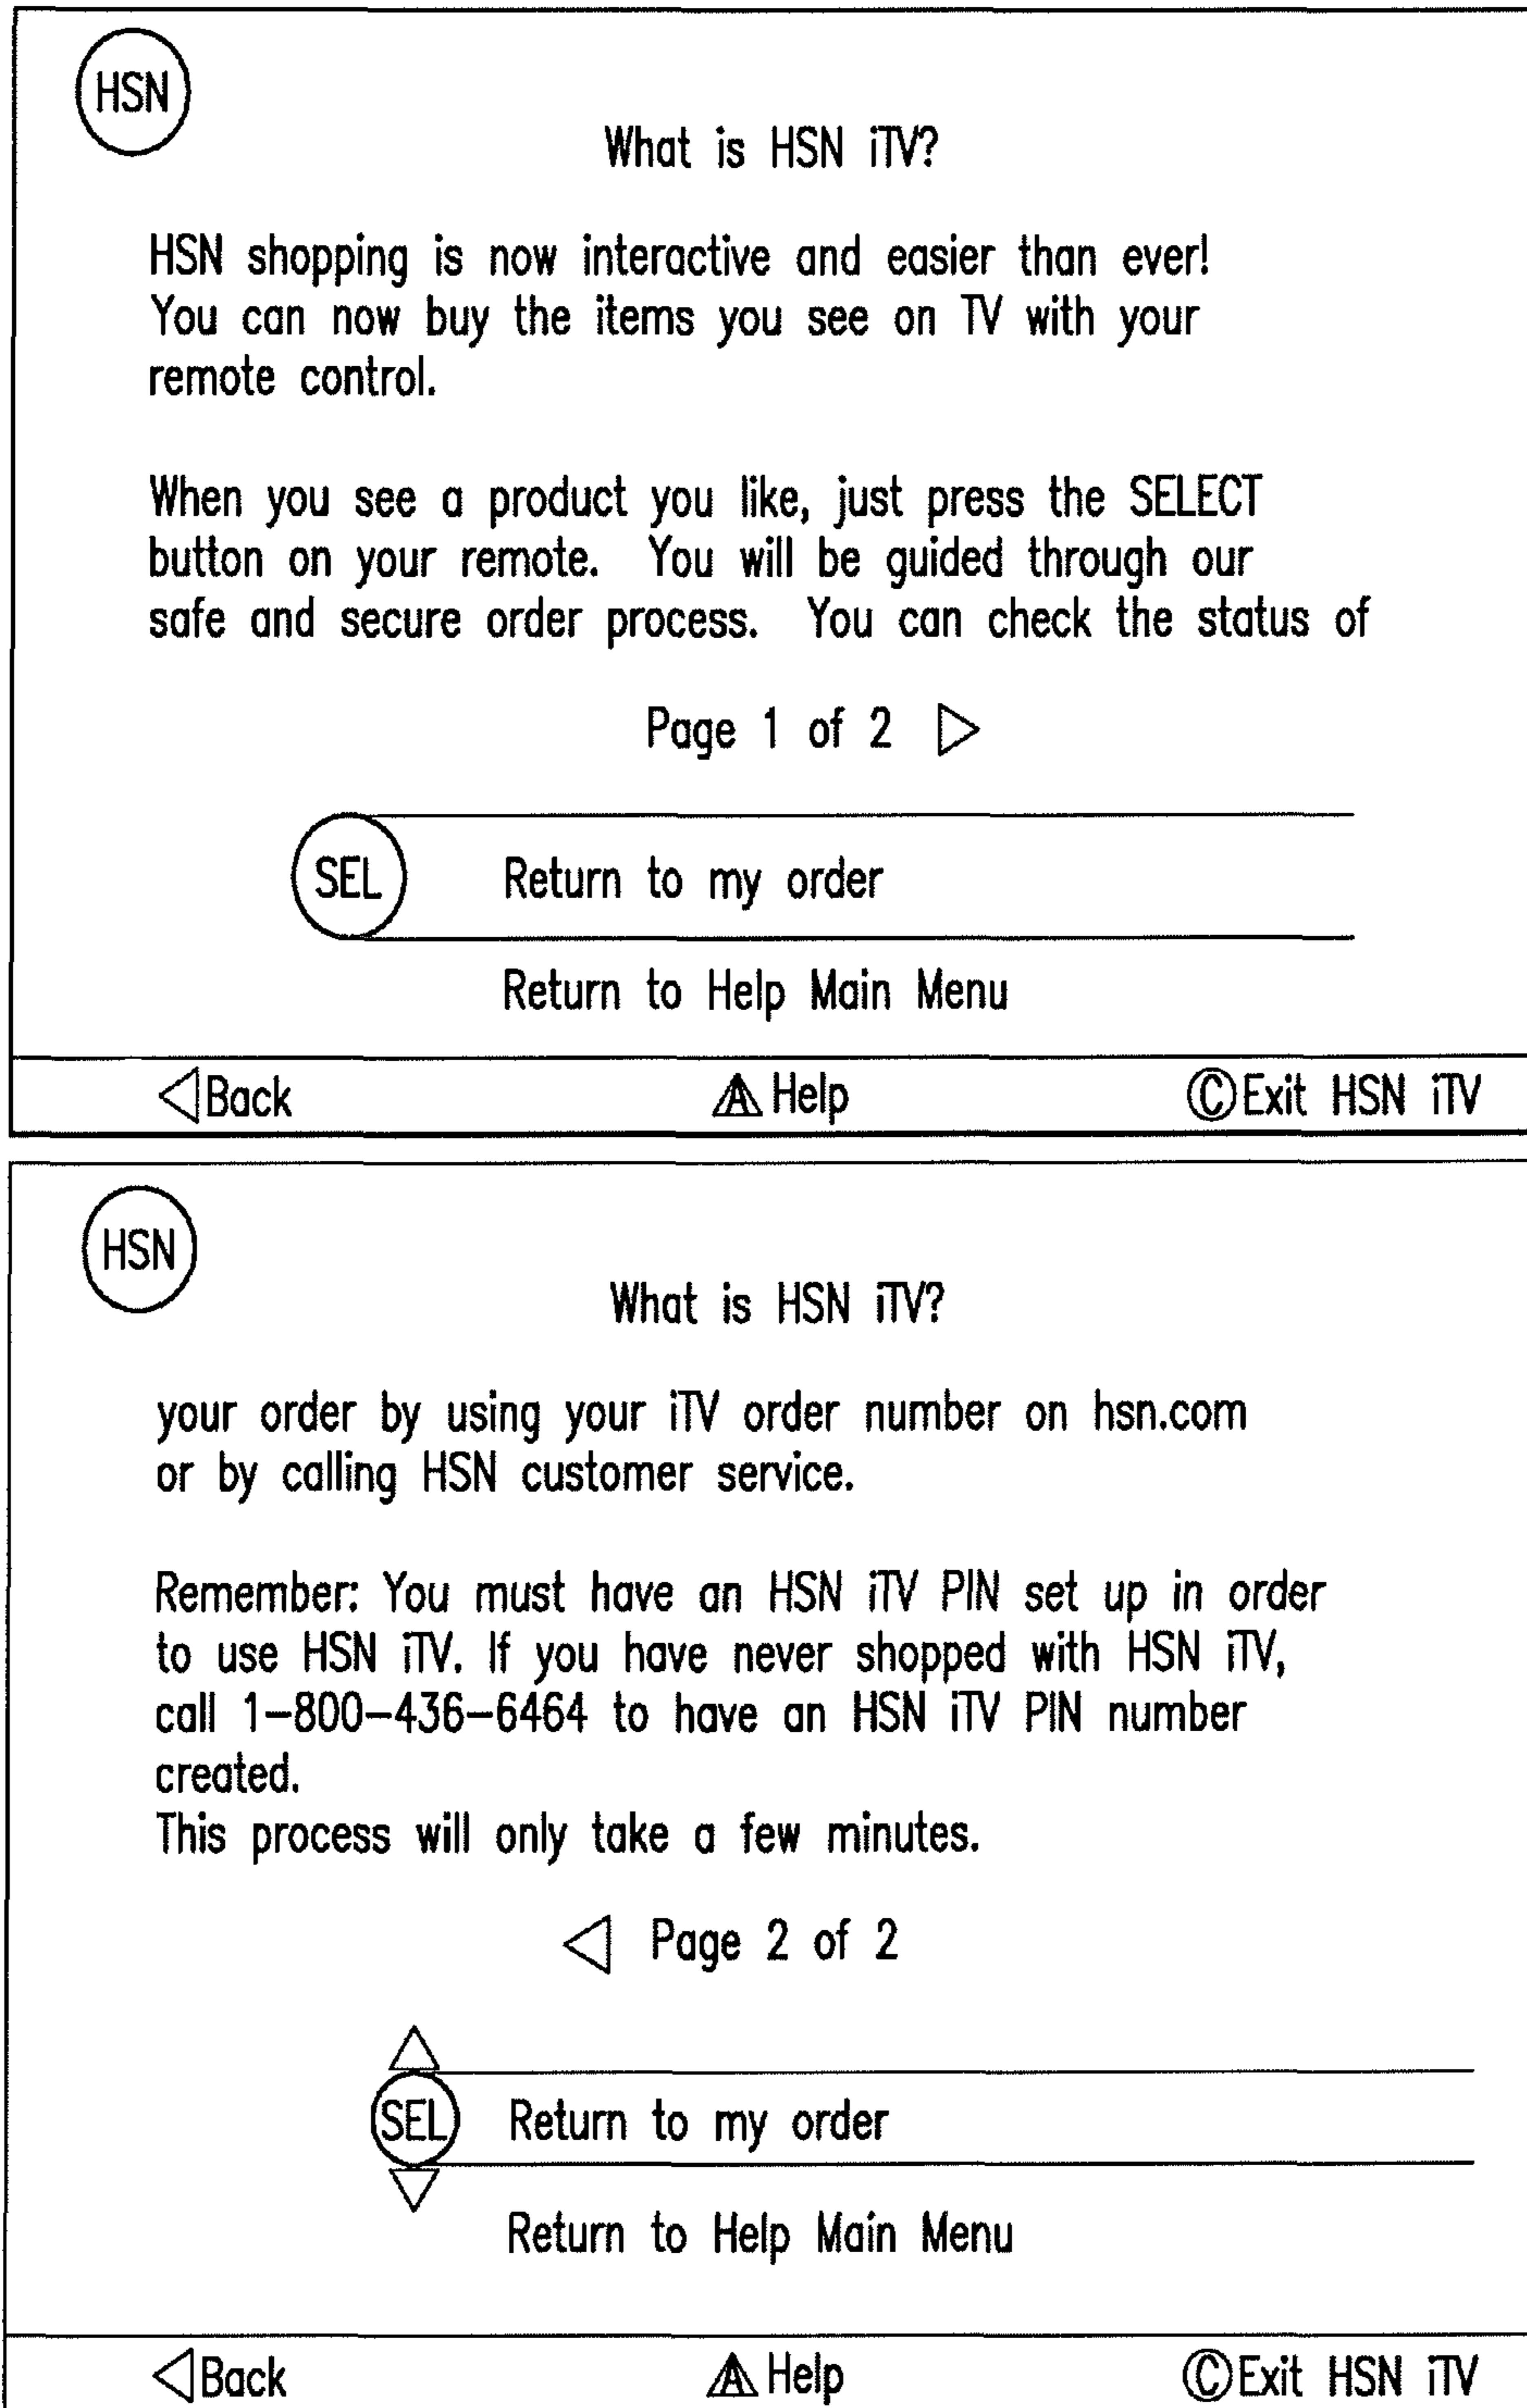 HSN
What is HSN iTV?
HSN shopping is now interactive and easier than ever!
You can now buy the items you see on TV with your
remote control.
When you see a product you like, just press the SELECT
button on your remote. You will be guided through our
safe and secure order process. You can check the status of
Page 1 of 2
SEL Return to my order
Return to Help Main Menu
Back A Help C Exit HSN iTV
HSN
What is HSN iTV?
your order by using your iTV order number on hsn.com
or by calling HSN customer service.
Remember: You must have an HSN iTV PIN set up in order
to use HSN iTV. If you have never shopped with HSN iTV,
call 1-800-436-6464 to have an HSN iTV PIN number
created.
This process will only take a few minutes.
Page 2 of 2
SEL Return to my order
Return to Help Main Menu
Back A Help C Exit HSN iTV